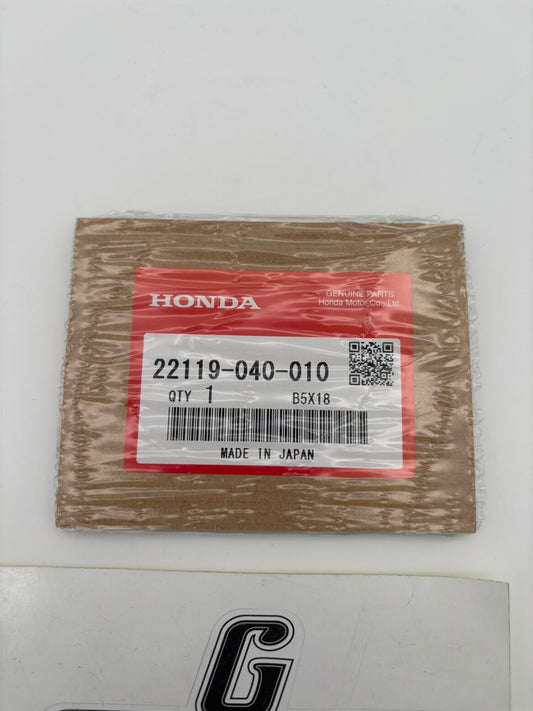 HONDA
GENUINE PARTS
Honda Motor Co., Ltd.
22119-040-010
QTY 1 B5X18
MADE IN JAPAN
G